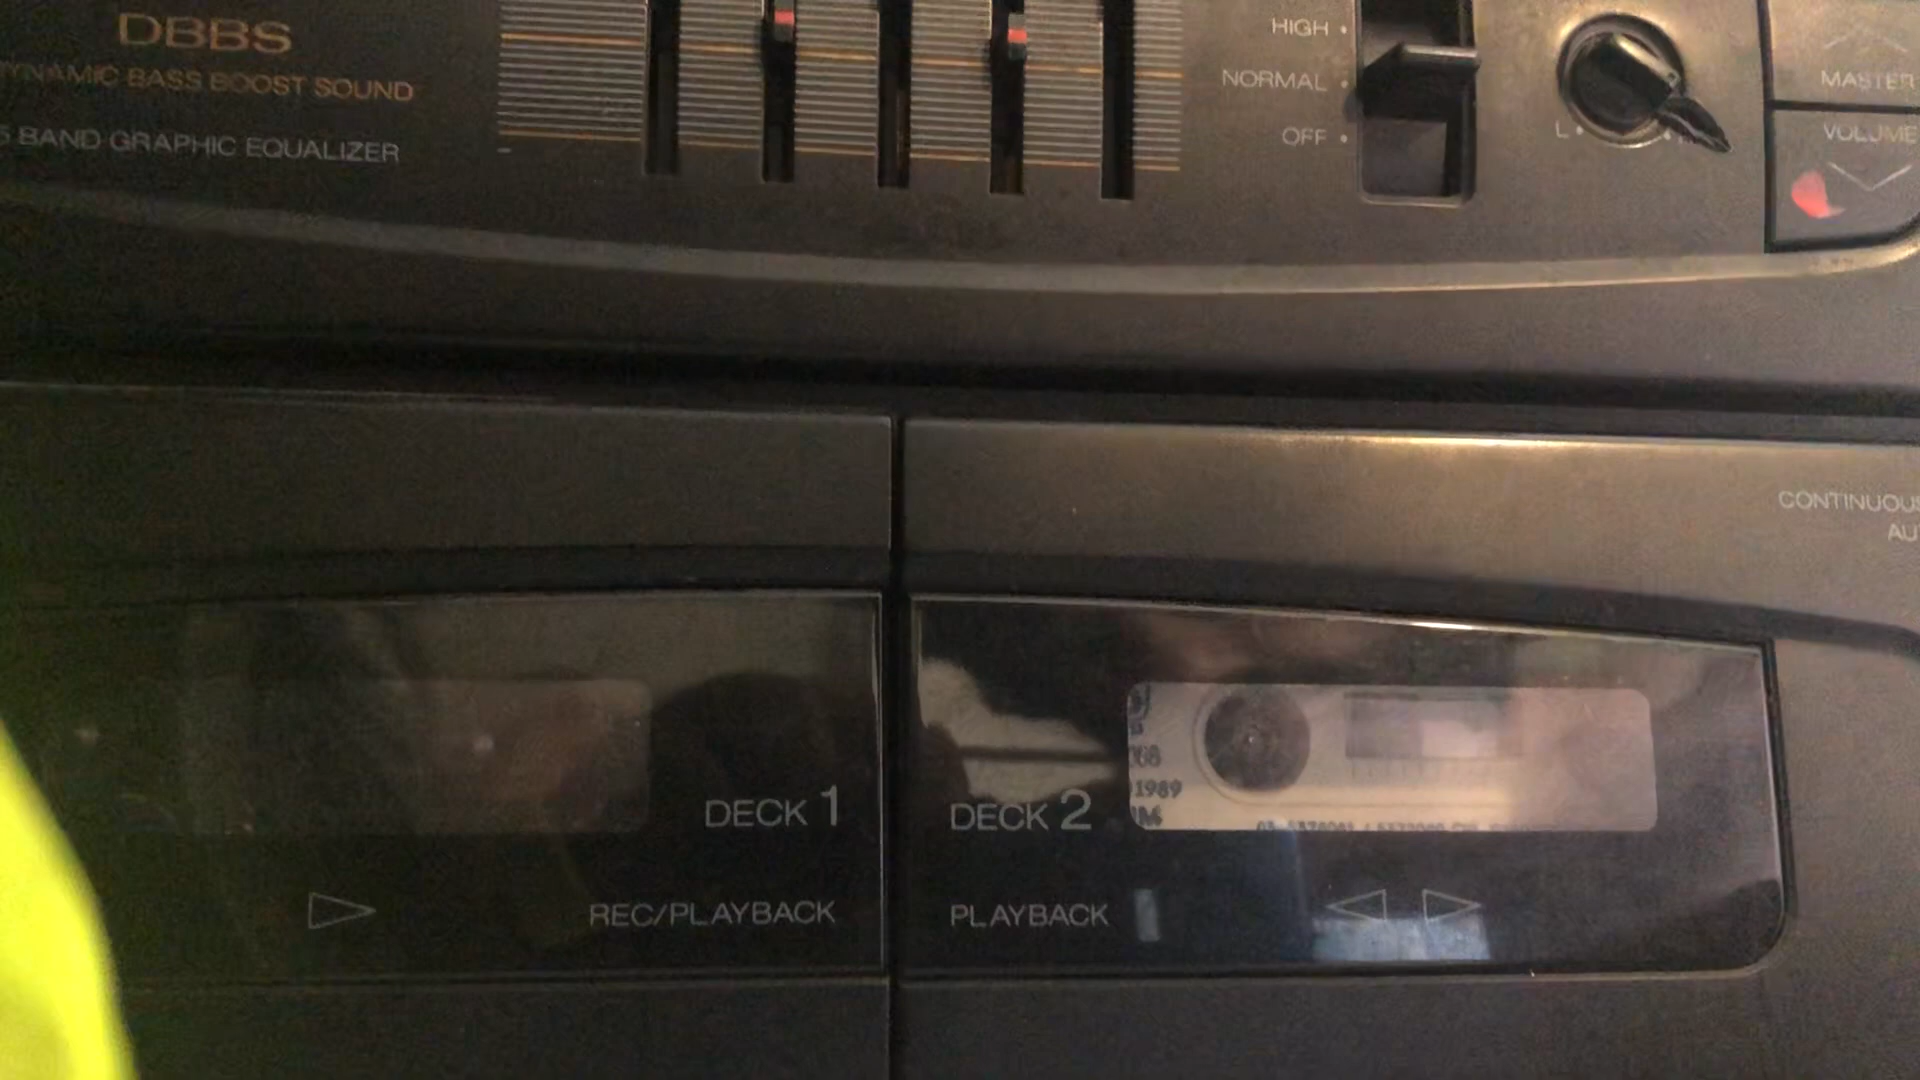 DBBS
DYNAMIC BASS BOOST SOUND
5 BAND GRAPHIC EQUALIZER
HIGH
NORMAL
OFF
L
MASTER
VOLUME
CONTINUOUS
AU
DECK 1
REC/PLAYBACK
DECK 2
PLAYBACK
1989